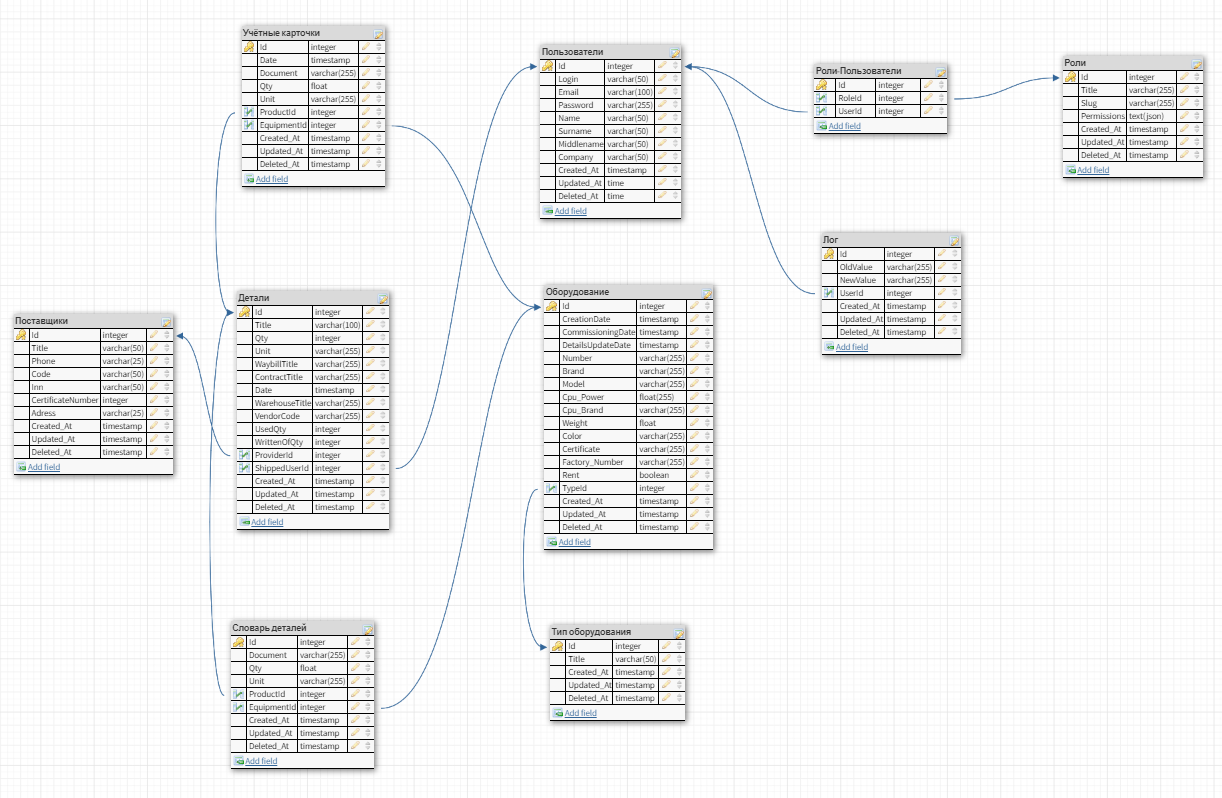 Учётные карточки
Id integer
Date timestamp
Document varchar(255)
Qty float
Unit varchar(255)
ProductId integer
EquipmentId integer
Created_At timestamp
Updated_At timestamp
Deleted_At timestamp
Add field
Пользователи
Id integer
Login varchar(50)
Email varchar(100)
Password varchar(255)
Name varchar(50)
Surname varchar(50)
Middlename varchar(50)
Company varchar(50)
Created_At timestamp
Updated_At time
Deleted_At time
Add field
Роли-Пользователи
Id integer
RoleId integer
UserId integer
Add field
Роли
Id integer
Title varchar(50)
Slug varchar(255)
Permissions text(json)
Created_At timestamp
Updated_At timestamp
Deleted_At timestamp
Add field
Лог
Id integer
OldValue varchar(255)
NewValue varchar(255)
UserId integer
Created_At timestamp
Updated_At timestamp
Deleted_At timestamp
Add field
Поставщики
Id integer
Title varchar(50)
Phone varchar(25)
Code varchar(50)
Inn varchar(50)
CertificateNumber integer
Adress varchar(25)
Created_At timestamp
Updated_At timestamp
Deleted_At timestamp
Add field
Детали
Id integer
Title varchar(100)
Qty integer
Unit varchar(255)
WaybillTitle varchar(255)
ContractTitle varchar(255)
Date timestamp
WarehouseTitle varchar(255)
VendorCode varchar(255)
UsedQty integer
WrittenOfQty integer
ProviderId integer
ShippedUserId integer
Created_At timestamp
Updated_At timestamp
Deleted_At timestamp
Add field
Оборудование
Id integer
CreationDate timestamp
CommissioningDate timestamp
DetailsUpdateDate timestamp
Number varchar(255)
Brand varchar(255)
Model varchar(255)
Cpu_Power float(255)
Cpu_Brand varchar(255)
Weight float
Color varchar(255)
Certificate varchar(255)
Factory_Number varchar(255)
Rent boolean
TypeId integer
Created_At timestamp
Updated_At timestamp
Deleted_At timestamp
Add field
Словарь деталей
Id integer
Document varchar(255)
Qty float
Unit varchar(255)
ProductId integer
EquipmentId integer
Created_At timestamp
Updated_At timestamp
Deleted_At timestamp
Add field
Тип оборудования
Id integer
Title varchar(50)
Created_At timestamp
Updated_At timestamp
Deleted_At timestamp
Add field